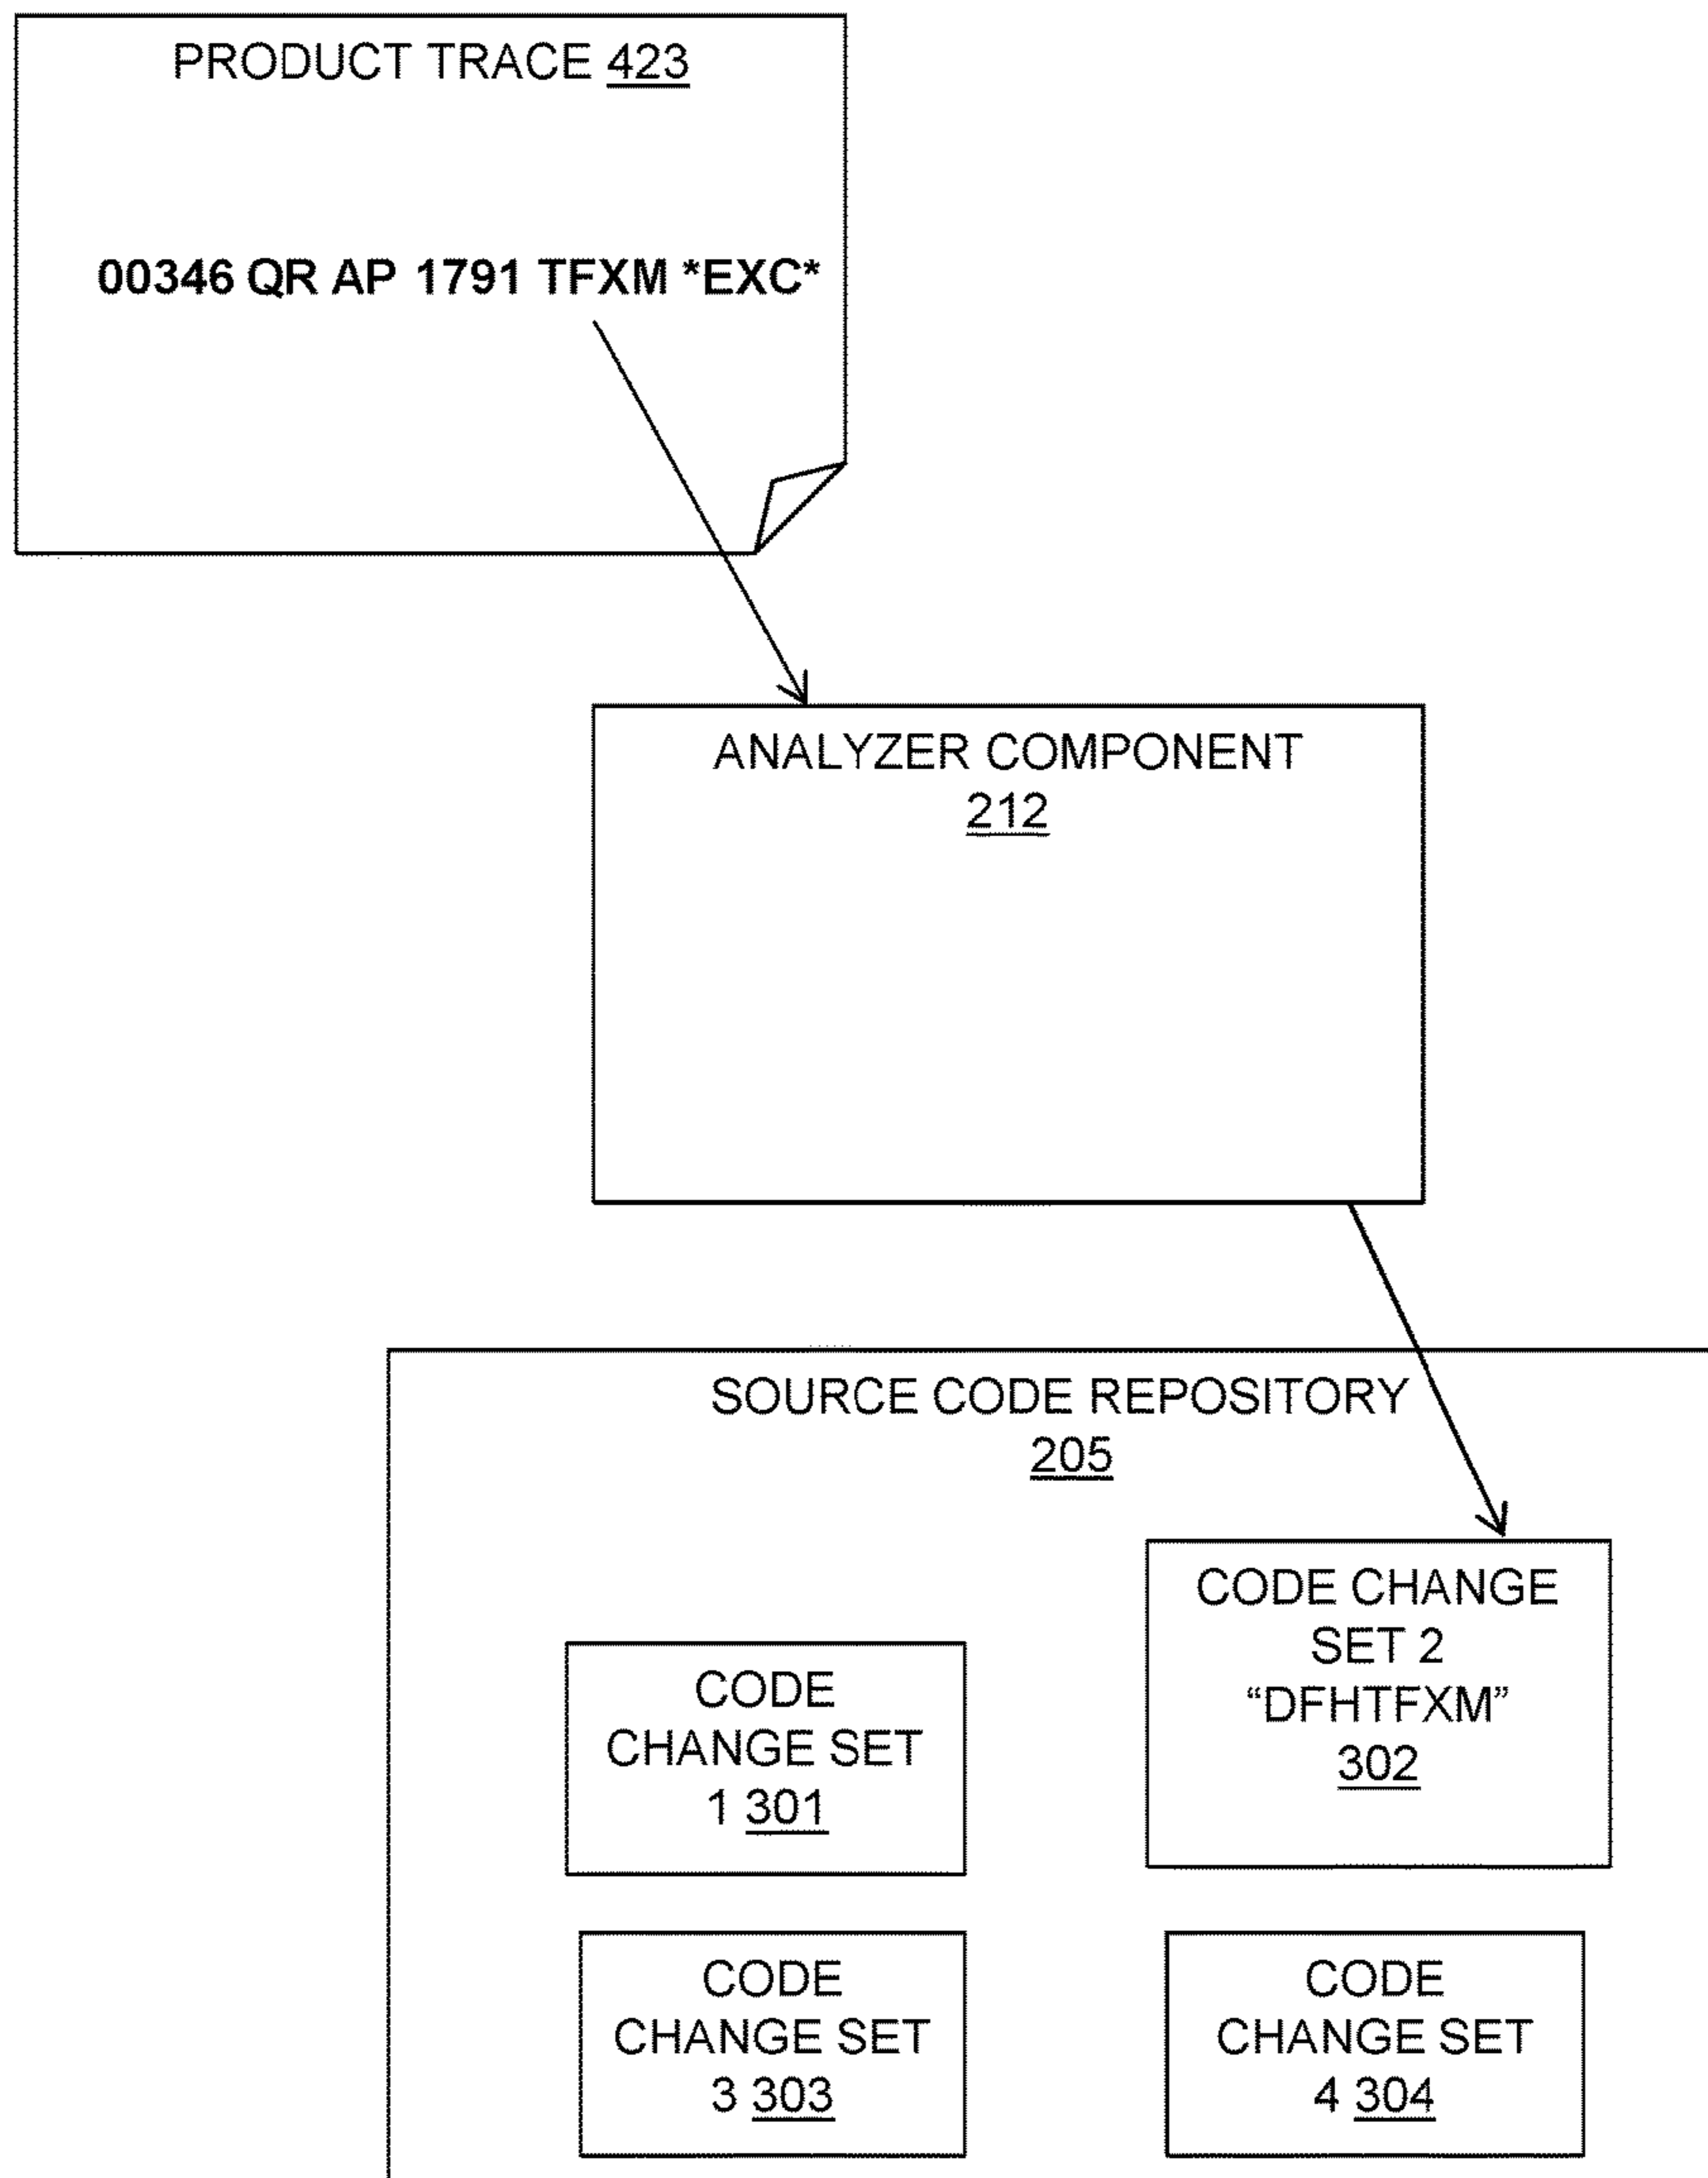 PRODUCT TRACE 423
00346 QR AP 1791 TFXM *EXC*
ANALYZER COMPONENT
212
SOURCE CODE REPOSITORY
205
CODE
CHANGE SET
1 301
CODE CHANGE
SET 2
“DFHTFXM”
302
CODE
CHANGE SET
3 303
CODE
CHANGE SET
4 304